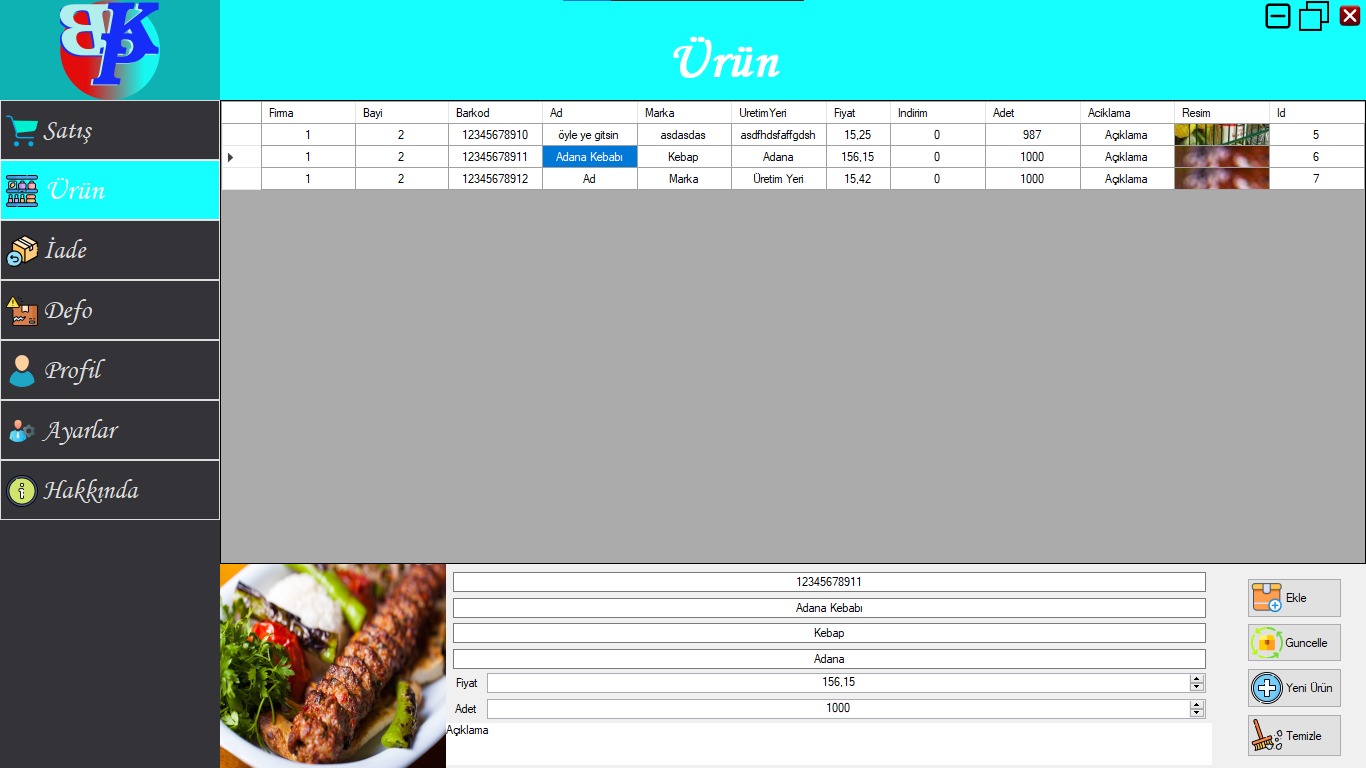 BKP
Ürün
Satış
Ürün
İade
Defo
Profil
Ayarlar
Hakkında
Firma Bayi Barkod Ad Marka UretimYeri Fiyat Indirim Adet Aciklama Resim Id
1 2 12345678910 öyle ye gitsin asdasdas asdfhdsfaffgdsh 15,25 0 987 Açıklama 5
1 2 12345678911 Adana Kebabı Kebap Adana 156,15 0 1000 Açıklama 6
1 2 12345678912 Ad Marka Üretim Yeri 15,42 0 1000 Açıklama 7
12345678911
Adana Kebabı
Kebap
Adana
Fiyat 156,15
Adet 1000
Açıklama
Ekle
Guncelle
Yeni Ürün
Temizle